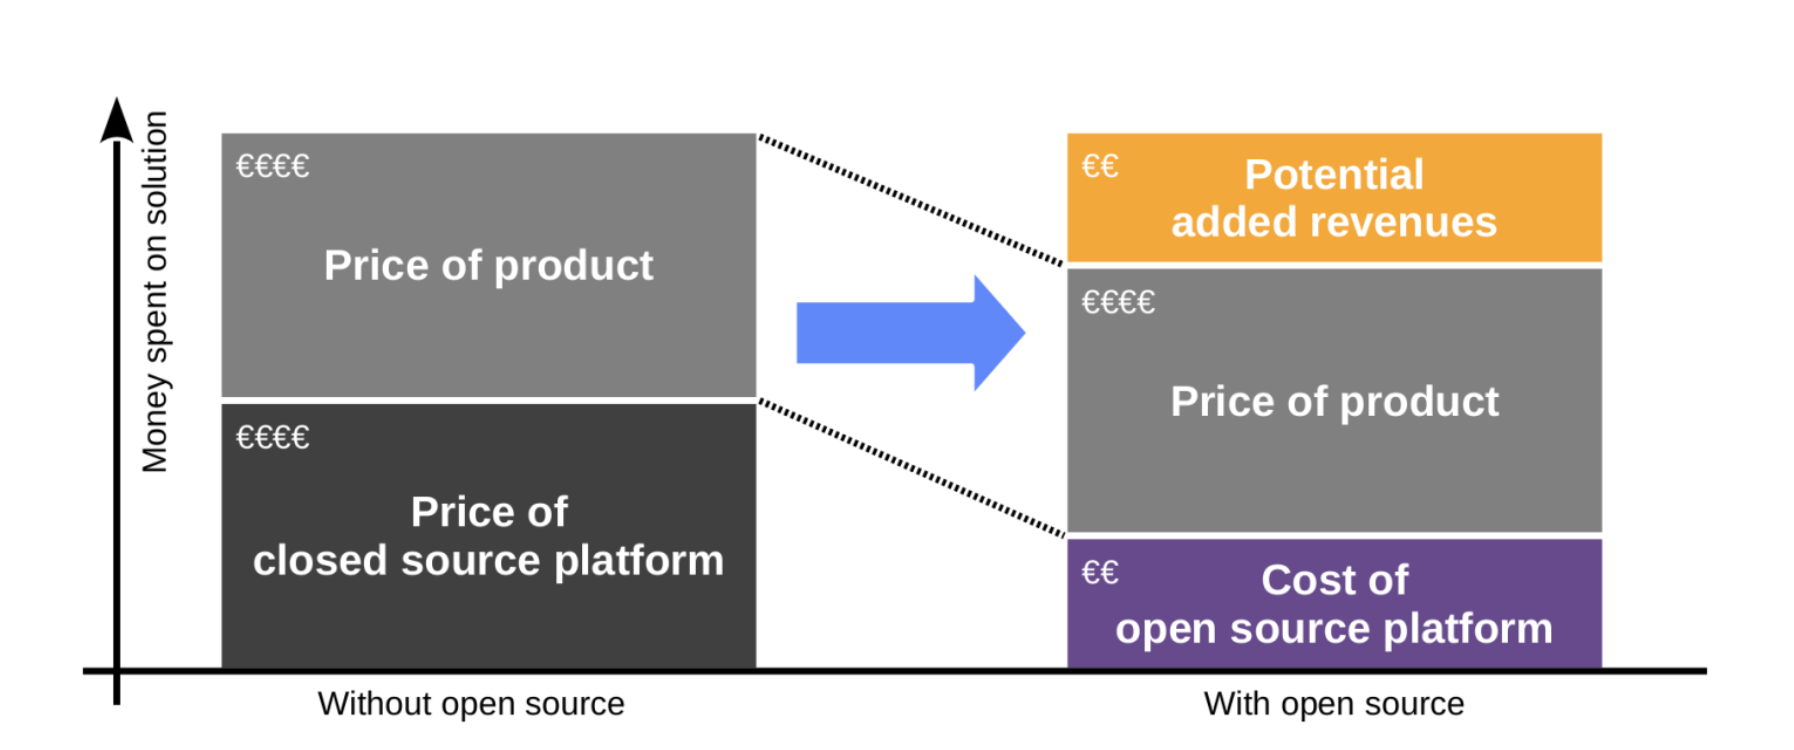 Money spent on solution
€€€€
Price of product
€€€€
Price of
closed source platform
Without open source
€€
Potential
added revenues
€€€€
Price of product
€€
Cost of
open source platform
With open source